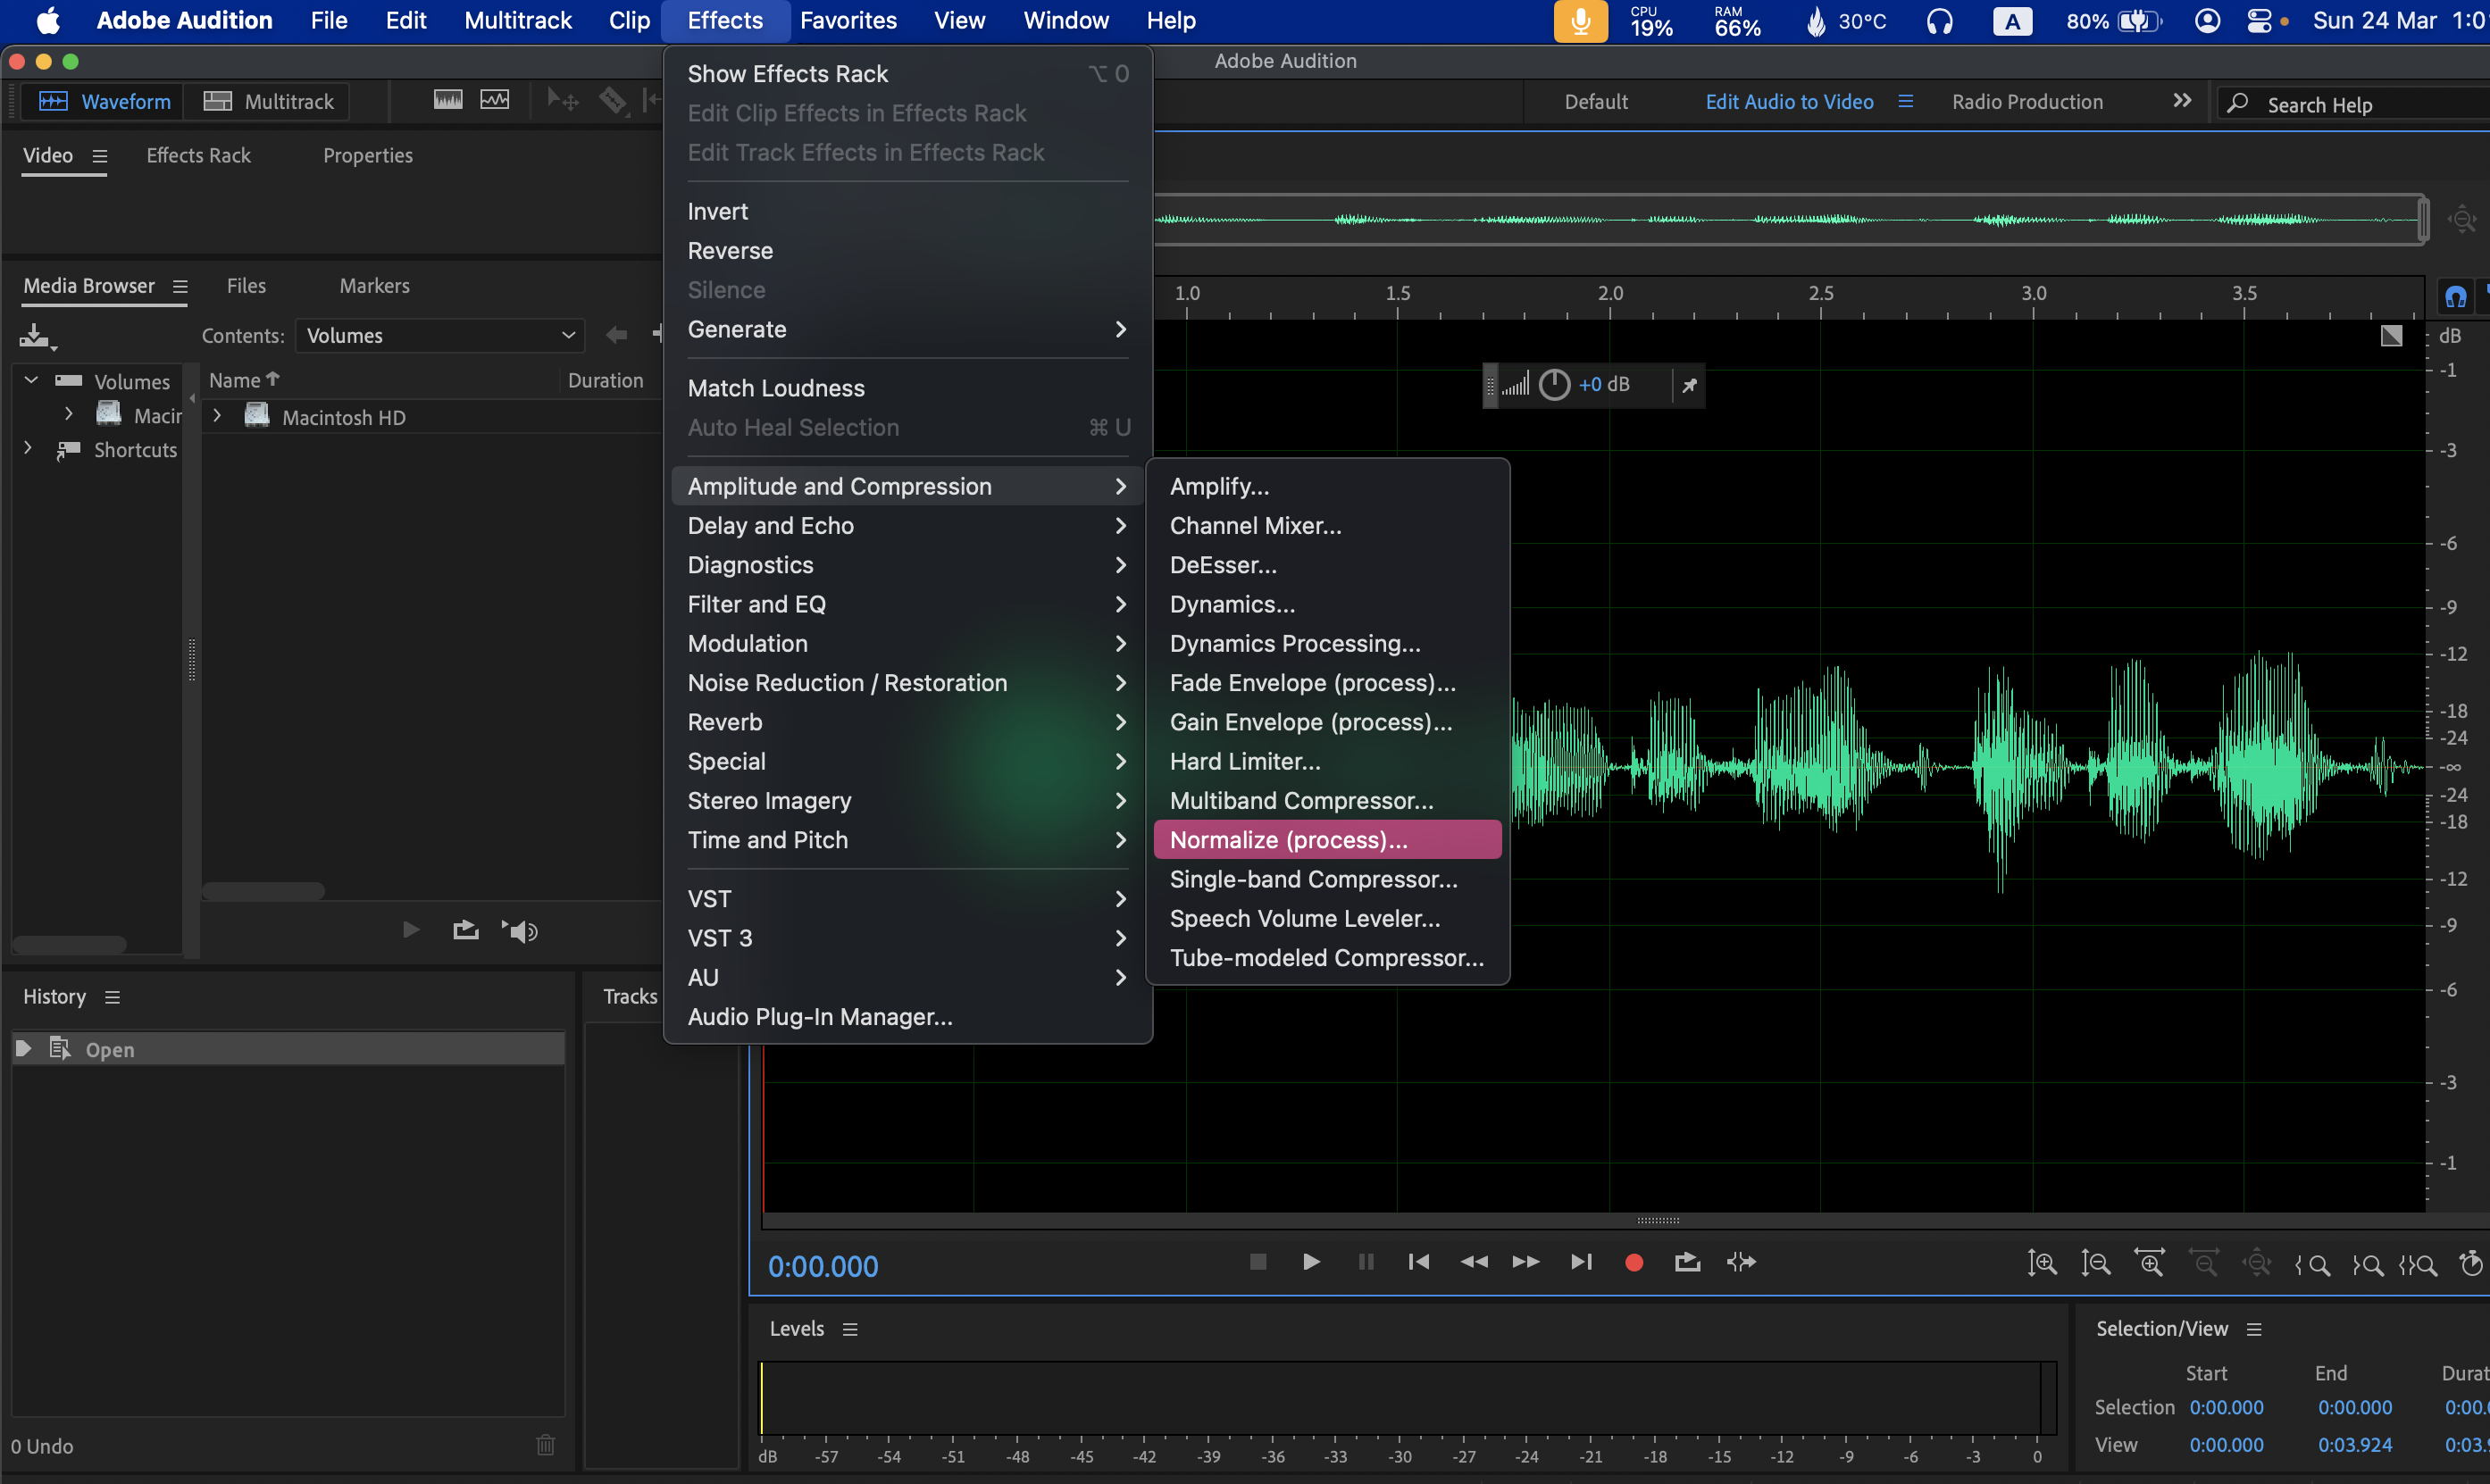 Adobe Audition File Edit Multitrack Clip Effects Favorites View Window Help CPU 19% RAM 66% 30°C A 80% Sun 24 Mar
Adobe Audition
Waveform Multitrack Default Edit Audio to Video Radio Production Search Help
Video Effects Rack Properties
Media Browser Files Markers
Contents: Volumes
Volumes
Shortcuts
Name Duration
Macintosh HD
History
Open
0 Undo
Tracks
Show Effects Rack ⌥ 0
Edit Clip Effects in Effects Rack
Edit Track Effects in Effects Rack
Invert
Reverse
Silence
Generate
Match Loudness
Auto Heal Selection ⌘ U
Amplitude and Compression
Delay and Echo
Diagnostics
Filter and EQ
Modulation
Noise Reduction / Restoration
Reverb
Special
Stereo Imagery
Time and Pitch
VST
VST 3
AU
Audio Plug-In Manager...
Amplify...
Channel Mixer...
DeEsser...
Dynamics...
Dynamics Processing...
Fade Envelope (process)...
Gain Envelope (process)...
Hard Limiter...
Multiband Compressor...
Normalize (process)...
Single-band Compressor...
Speech Volume Leveler...
Tube-modeled Compressor...
1.0 1.5 2.0 2.5 3.0 3.5
+0 dB
dB
-1
-3
-6
-9
-12
-18
-24
-∞
-24
-18
-12
-9
-6
-3
-1
0:00.000
Levels
dB -57 -54 -51 -48 -45 -42 -39 -36 -33 -30 -27 -24 -21 -18 -15 -12 -9 -6 -3 0
Selection/View
Start End
Selection 0:00.000 0:00.000
View 0:00.000 0:03.924